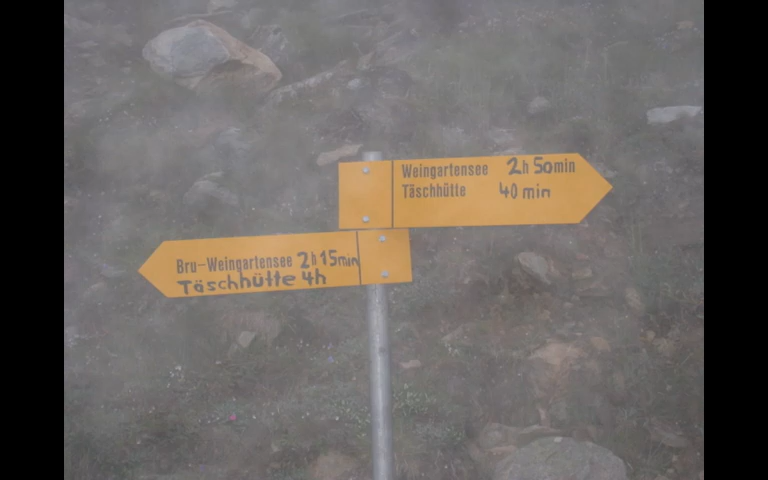 Weingartensee 2h 50min
Täschhütte 40 min
Bru-Weingartensee 2h 15min
Täschhütte 4h